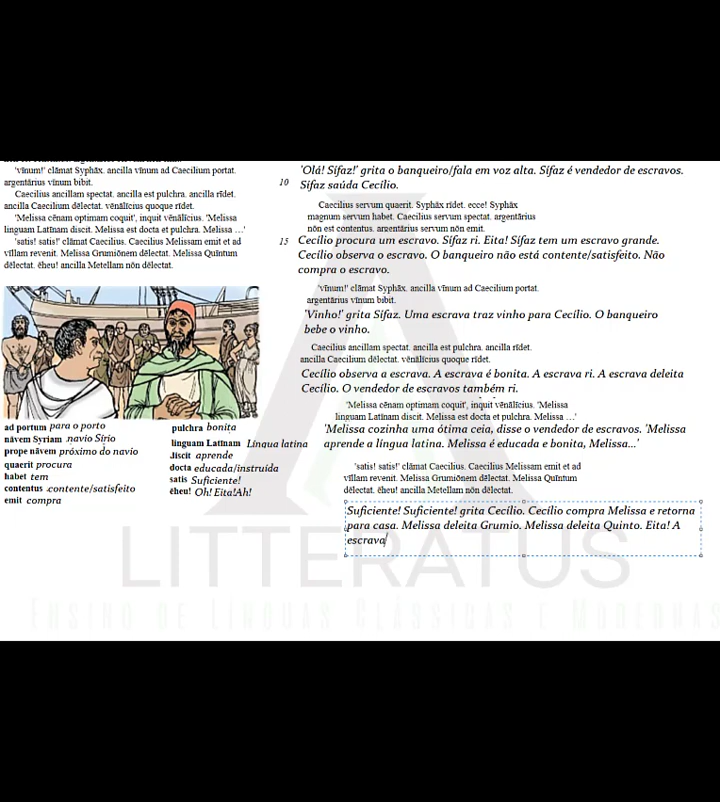 'vīnum!' clāmat Syphāx. ancilla vīnum ad Caecilium portat.
argentārius vīnum bibit.
Caecilius ancillam spectat. ancilla est pulchra. ancilla rīdet.
ancilla Caecilium dēlectat. vēnālīcius quoque rīdet.
'Melissa cēnam optimam coquit', inquit vēnālīcius. 'Melissa
linguam Latīnam discit. Melissa est docta et pulchra. Melissa …'
'satis! satis!' clāmat Caecilius. Caecilius Melissam emit et ad
vīllam revenit. Melissa Grumiōnem dēlectat. Melissa Quīntum
dēlectat. ēheu! ancilla Metellam nōn dēlectat.
10
15
ad portum para o porto
nāvem Syriam navio Sírio
prope nāvem próximo do navio
quaerit procura
habet tem
contentus contente/satisfeito
emit compra
pulchra bonita
linguam Latīnam Língua latina
discit aprende
docta educada/instruída
satis Suficiente!
ēheu! Oh! Eita!Ah!
'Olá! Sífaz!' grita o banqueiro/fala em voz alta. Sífaz é vendedor de escravos.
Sífaz saúda Cecílio.
Caecilius servum quaerit. Syphāx rīdet. ecce! Syphāx
magnum servum habet. Caecilius servum spectat. argentārius
nōn est contentus. argentārius servum nōn emit.
Cecílio procura um escravo. Sífaz ri. Eita! Sífaz tem um escravo grande.
Cecílio observa o escravo. O banqueiro não está contente/satisfeito. Não
compra o escravo.
'vīnum!' clāmat Syphāx. ancilla vīnum ad Caecilium portat.
argentārius vīnum bibit.
'Vinho!' grita Sífaz. Uma escrava traz vinho para Cecílio. O banqueiro
bebe o vinho.
Caecilius ancillam spectat. ancilla est pulchra. ancilla rīdet.
ancilla Caecilium dēlectat. vēnālīcius quoque rīdet.
Cecílio observa a escrava. A escrava é bonita. A escrava ri. A escrava deleita
Cecílio. O vendedor de escravos também ri.
'Melissa cēnam optimam coquit', inquit vēnālīcius. 'Melissa
linguam Latīnam discit. Melissa est docta et pulchra. Melissa …'
'Melissa cozinha uma ótima ceia, disse o vendedor de escravos. 'Melissa
aprende a língua latina. Melissa é educada e bonita, Melissa...'
'satis! satis!' clāmat Caecilius. Caecilius Melissam emit et ad
vīllam revenit. Melissa Grumiōnem dēlectat. Melissa Quīntum
dēlectat. ēheu! ancilla Metellam nōn dēlectat.
Suficiente! Suficiente! grita Cecílio. Cecílio compra Melissa e retorna
para casa. Melissa deleita Grumio. Melissa deleita Quinto. Eita! A
escrava
LITTERATUS
ENSINO DE LÍNGUAS CLÁSSICAS E MODERNAS